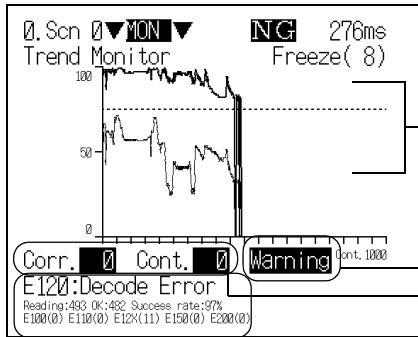 0.Scn 0▼MON ▼ NG 276ms
Trend Monitor Freeze( 8)
100
50
0
Cont. 1000
Corr. 0 Cont. 0 Warning
E120:Decode Error
Reading:493 OK:482 Success rate:97%
E100(0) E110(0) E12X(11) E150(0) E200(0)